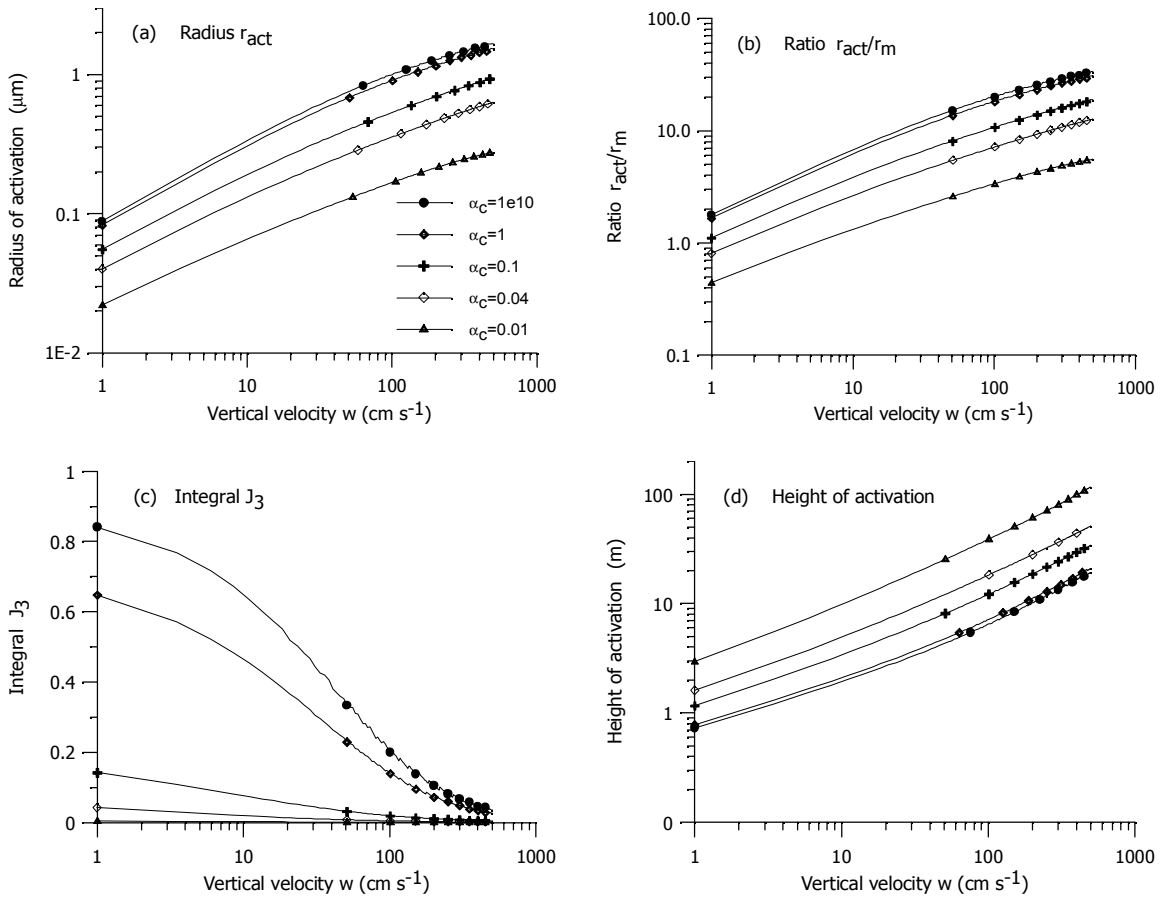 (a) Radius r_act
Radius of activation (μm)
1
0.1
1E-2
1 10 100 1000
Vertical velocity w (cm s⁻¹)
α_c=1e10
α_c=1
α_c=0.1
α_c=0.04
α_c=0.01
(b) Ratio r_act/r_m
Ratio r_act/r_m
100.0
10.0
1.0
0.1
1 10 100 1000
Vertical velocity w (cm s⁻¹)
(c) Integral J₃
Integral J₃
1
0.8
0.6
0.4
0.2
0
1 10 100 1000
Vertical velocity w (cm s⁻¹)
(d) Height of activation
Height of activation (m)
100
10
1
0
1 10 100 1000
Vertical velocity w (cm s⁻¹)